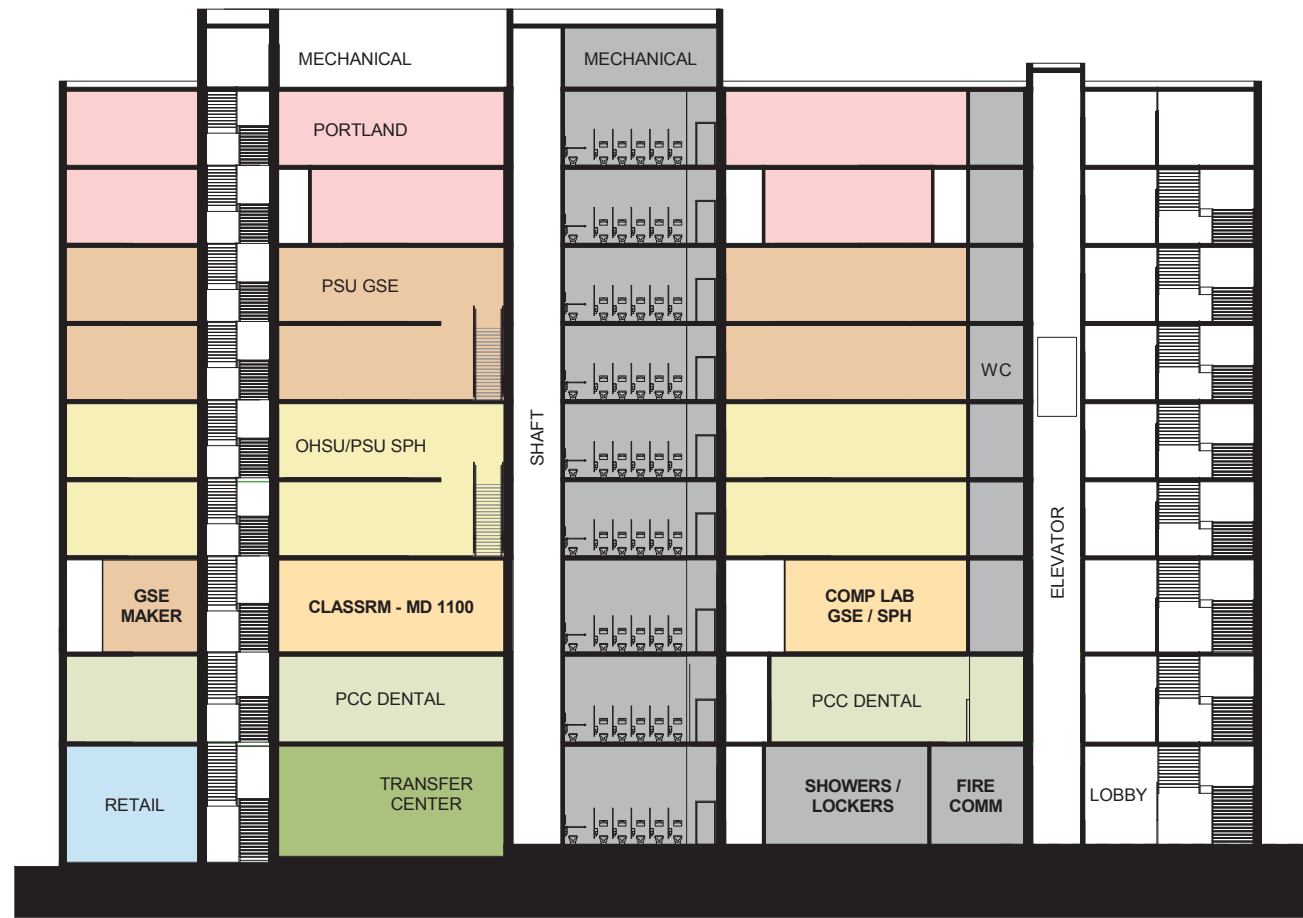 MECHANICAL
MECHANICAL
PORTLAND
PSU GSE
WC
OHSU/PSU SPH
SHAFT
ELEVATOR
GSE
MAKER
CLASSRM - MD 1100
COMP LAB
GSE / SPH
PCC DENTAL
PCC DENTAL
RETAIL
TRANSFER
CENTER
SHOWERS /
LOCKERS
FIRE
COMM
LOBBY